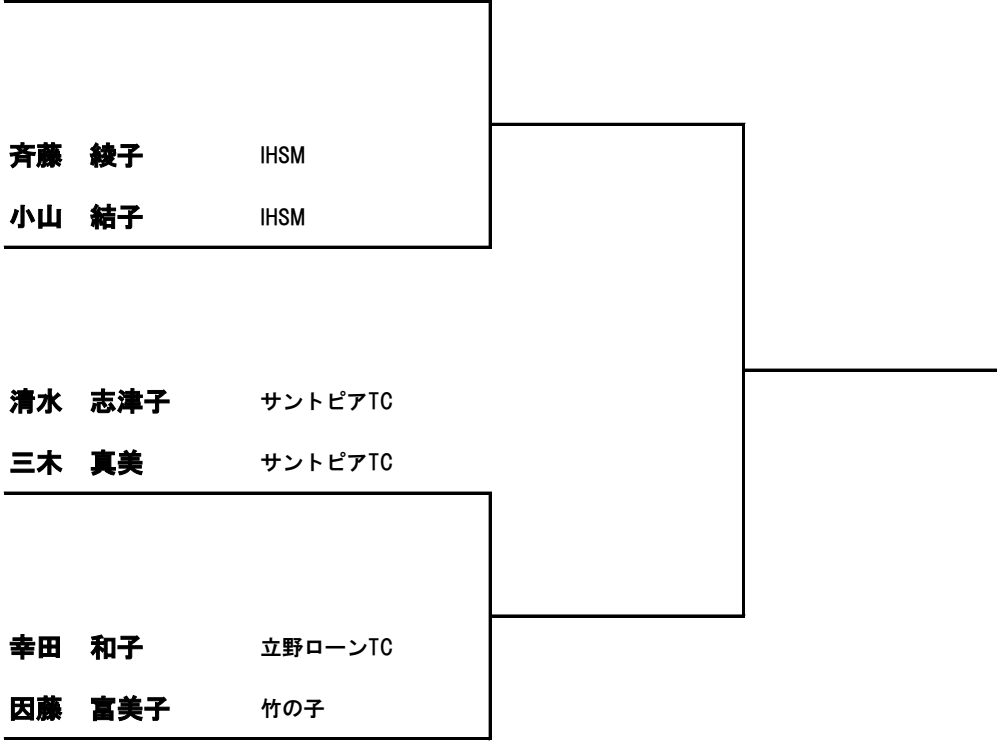 斉藤　綾子 IHSM
小山　結子 IHSM
清水　志津子 サントピアTC
三木　真美 サントピアTC
幸田　和子 立野ローンTC
因藤　富美子 竹の子